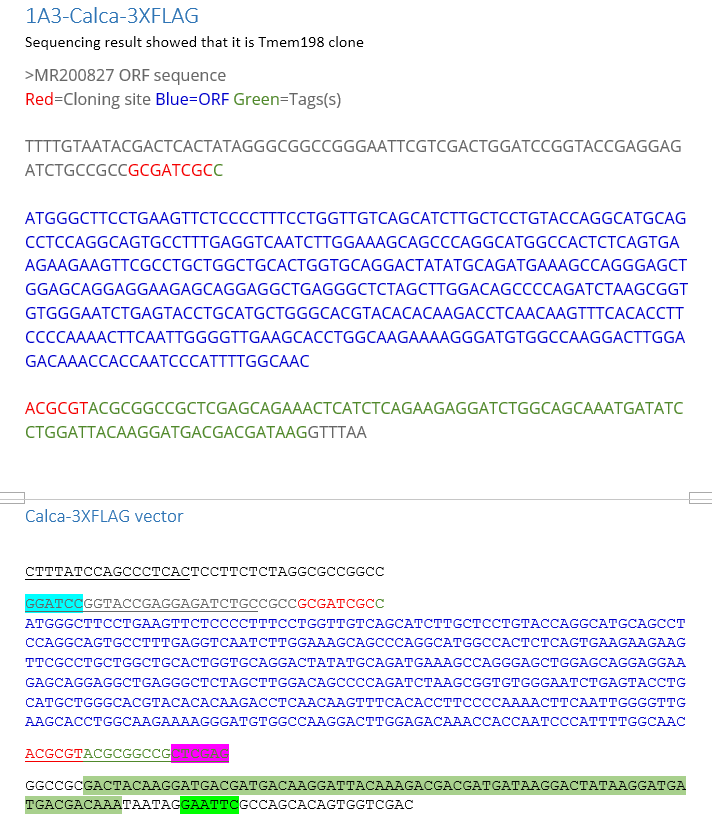 1A3-Calca-3XFLAG
Sequencing result showed that it is Tmem198 clone
>MR200827 ORF sequence
Red=Cloning site Blue=ORF Green=Tags(s)
TTTTGTAATACGACTCACTATAGGGCGGCCGGGAATTCGTCGACTGGATCCGGTACCGAGGAG
ATCTGCCGCCGCGATCGCC
ATGGGCTTCCTGAAGTTCTCCCCTTTCCTGGTTGTCAGCATCTTGCTCCTGTACCAGGCATGCAG
CCTCCAGGCAGTGCCTTTGAGGTCAATCTTGGAAAGCAGCCCAGGCATGGCCACTCTCAGTGA
AGAAGAAGTTCGCCTGCTGGCTGCACTGGTGCAGGACTATATGCAGATGAAAGCCAGGGAGCT
GGAGCAGGAGGAAGAGCAGGAGGCTGAGGGCTCTAGCTTGGACAGCCCCAGATCTAAGCGGT
GTGGGAATCTGAGTACCTGCATGCTGGGCACGTACACACAAGACCTCAACAAGTTTCACACCTT
CCCCAAAACTTCAATTGGGGTTGAAGCACCTGGCAAGAAAAGGGATGTGGCCAAGGACTTGGA
GACAAACCACCAATCCCATTTTGGCAAC
ACGCGTACGCGGCCGCTCGAGCAGAAACTCATCTCAGAAGAGGATCTGGCAGCAAATGATATC
CTGGATTACAAGGATGACGACGATAAGGTTTAA
Calca-3XFLAG vector
CTTTATCCAGCCCTCACTCCTTCTCTAGGCGCCGGCC
GGATCCGGTACCGAGGAGATCTGCCGCCGCGATCGCC
ATGGGCTTCCTGAAGTTCTCCCCTTTCCTGGTTGTCAGCATCTTGCTCCTGTACCAGGCATGCAGCCT
CCAGGCAGTGCCTTTGAGGTCAATCTTGGAAAGCAGCCCAGGCATGGCCACTCTCAGTGAAGAAGAAG
TTCGCCTGCTGGCTGCACTGGTGCAGGACTATATGCAGATGAAAGCCAGGGAGCTGGAGCAGGAGGAA
GAGCAGGAGGCTGAGGGCTCTAGCTTGGACAGCCCCAGATCTAAGCGGTGTGGGAATCTGAGTACCTG
CATGCTGGGCACGTACACACAAGACCTCAACAAGTTTCACACCTTCCCCAAAACTTCAATTGGGGTTG
AAGCACCTGGCAAGAAAAGGGATGTGGCCAAGGACTTGGAGACAAACCACCAATCCCATTTTGGCAAC
ACGCGTACGCGGCCG
GGCCGCGACTACAAGGATGACGATGACAAGGATTACAAAGACGACGATGATAAGGACTATAAGGATGA
TGACGACAAATAATAGGAATTCGCCAGCACAGTGGTCGAC